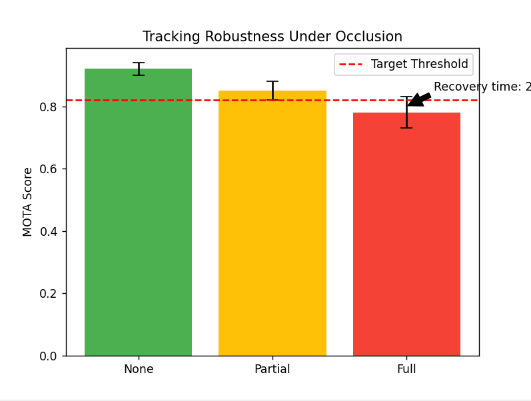 Tracking Robustness Under Occlusion
Target Threshold
Recovery time: 2
MOTA Score
0.8
0.6
0.4
0.2
0.0
None
Partial
Full